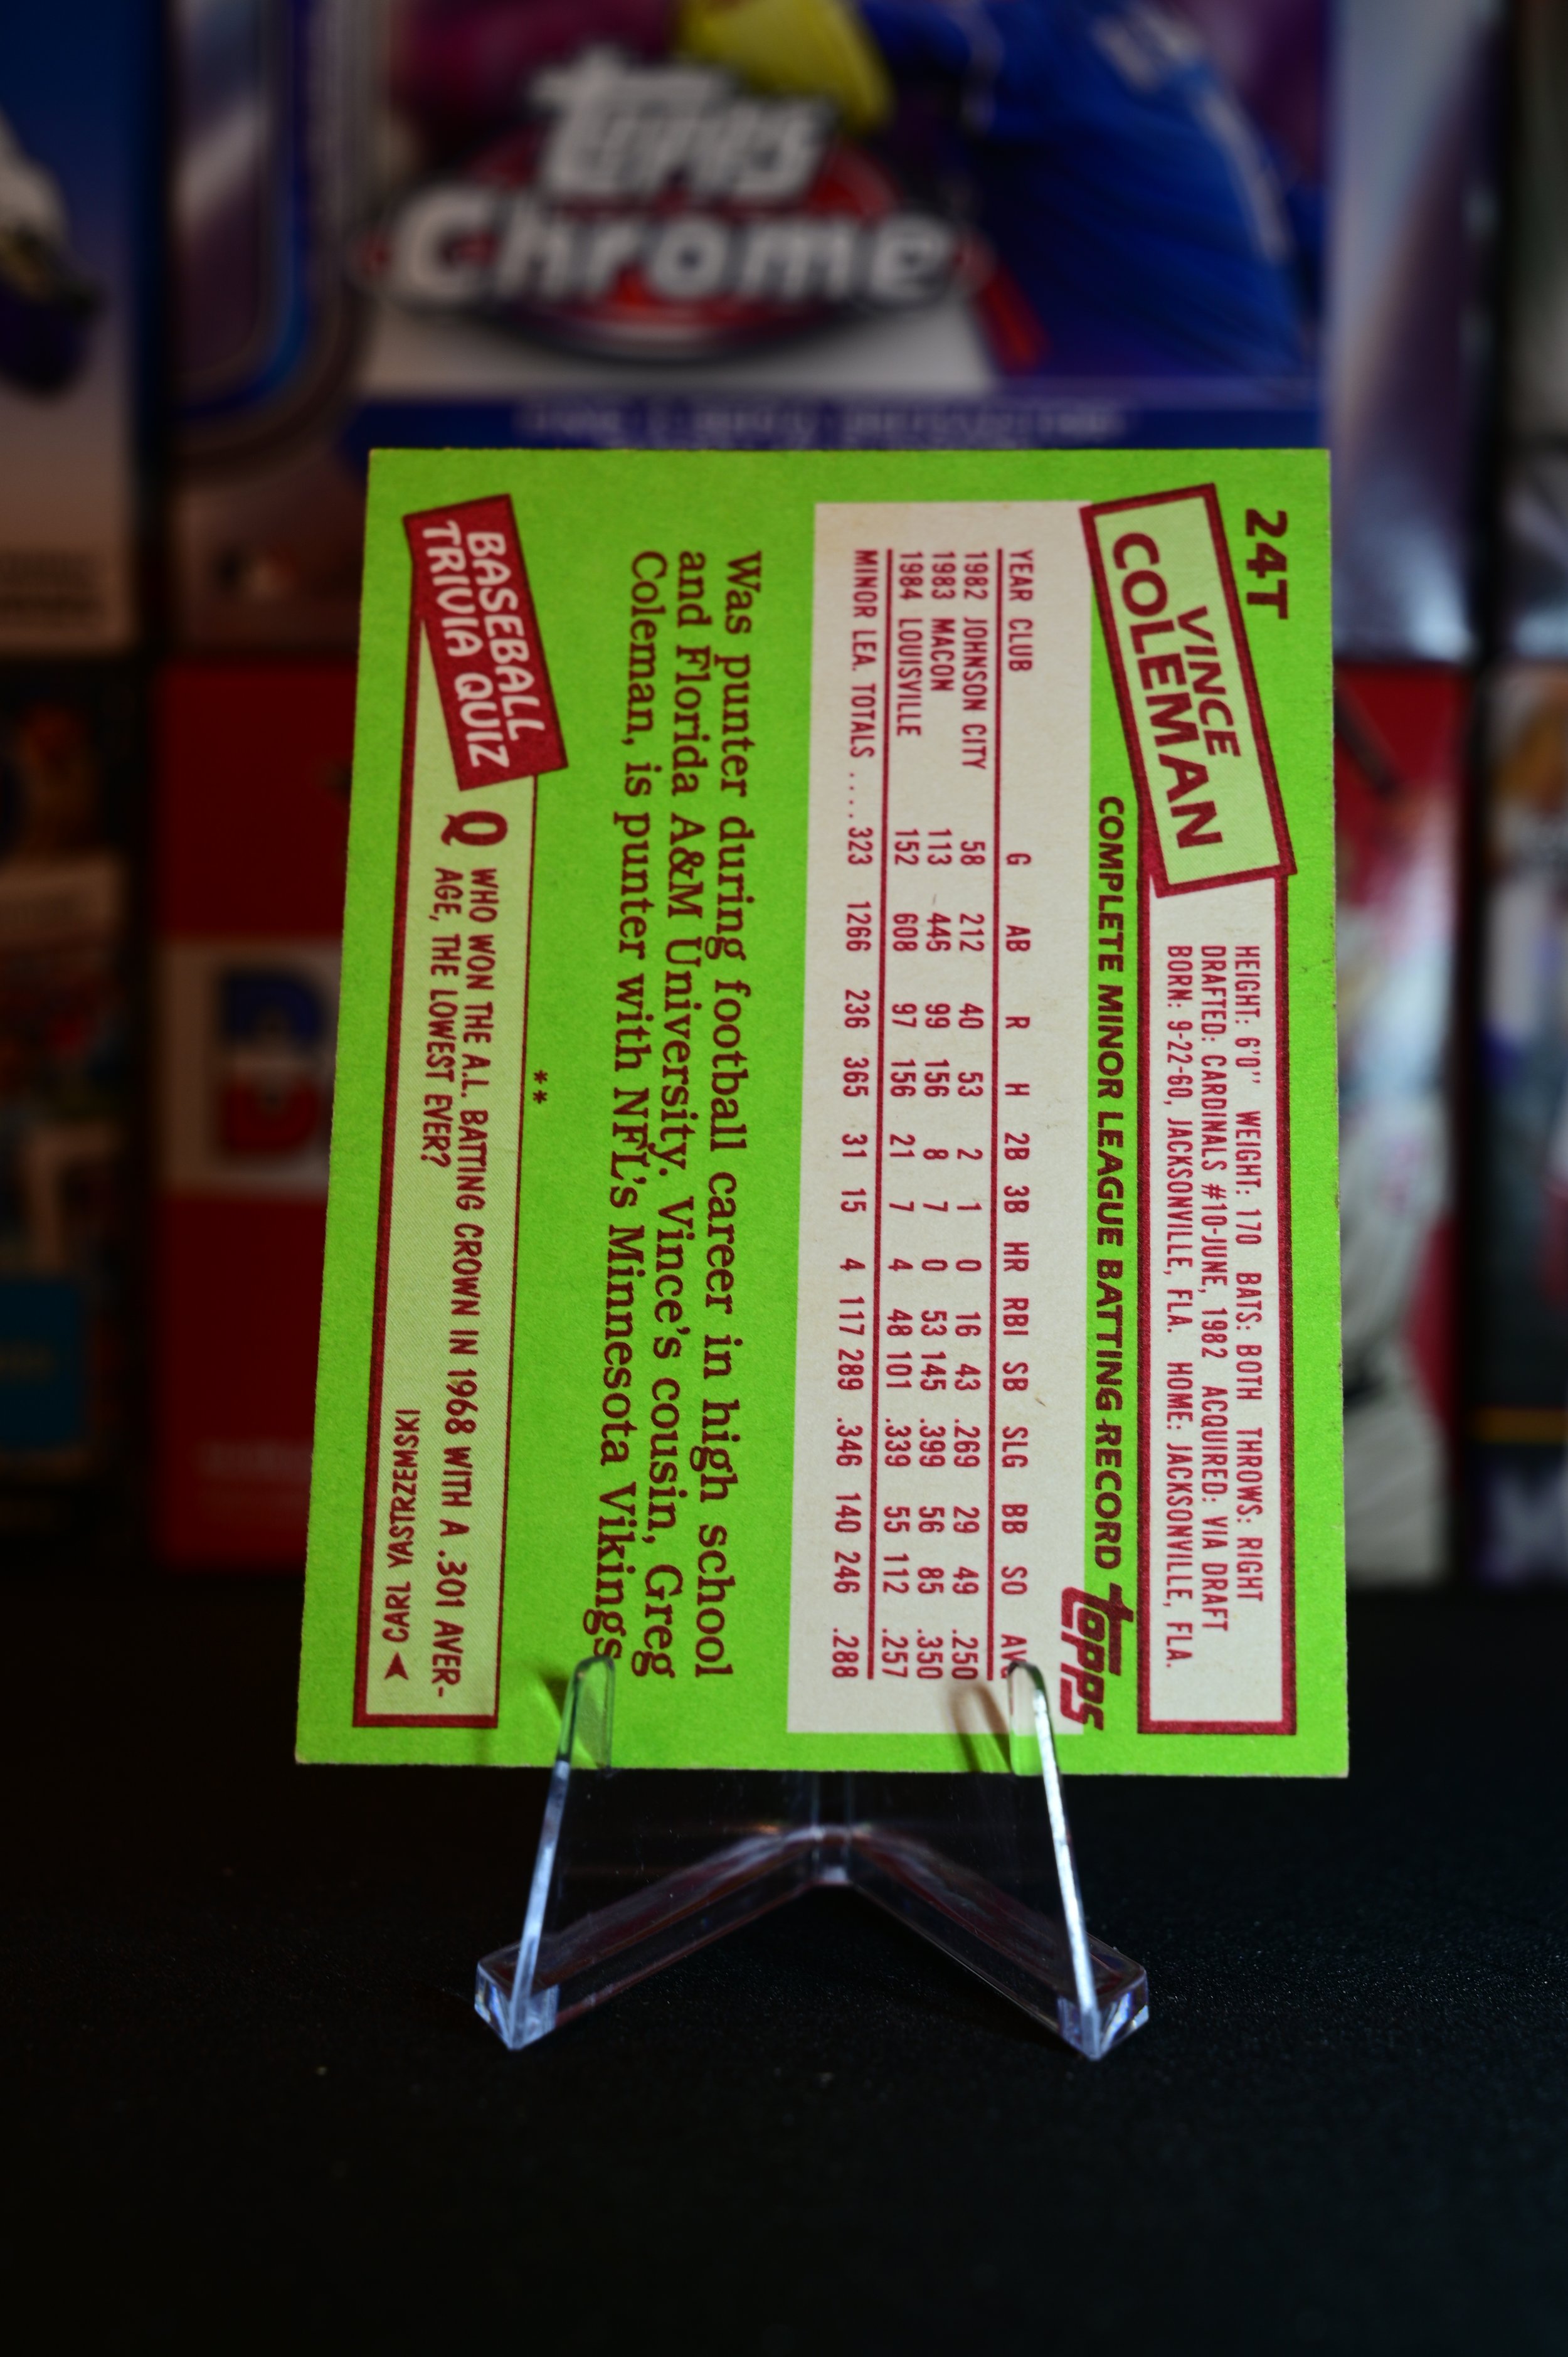 Topps
Chrome
24T
VINCE
COLEMAN
HEIGHT: 6'0" WEIGHT: 170 BATS: BOTH THROWS: RIGHT
DRAFTED: CARDINALS #10-JUNE, 1982 ACQUIRED: VIA DRAFT
BORN: 9-22-60, JACKSONVILLE, FLA. HOME: JACKSONVILLE, FLA.
COMPLETE MINOR LEAGUE BATTING RECORD topps
YEAR CLUB G AB R H 2B 3B HR RBI SB SLG BB SO
1982 JOHNSON CITY 58 212 40 53 2 1 0 16 43 .269 29 49 .250
1983 MACON 113 446 99 156 8 7 0 53 145 .399 56 85 .350
1984 LOUISVILLE 152 608 97 156 21 7 4 48 101 .339 55 112 .257
MINOR LEA. TOTALS .... 323 1266 236 365 31 15 4 117 289 .346 140 246 .288
Was punter during football career in high school
and Florida A&M University. Vince's cousin, Greg
Coleman, is punter with NFL's Minnesota Vikings
**
BASEBALL
TRIVIA QUIZ
Q WHO WON THE A.L. BATTING CROWN IN 1968 WITH A .301 AVER-
AGE, THE LOWEST EVER?
CARL YASTRZEMSKI